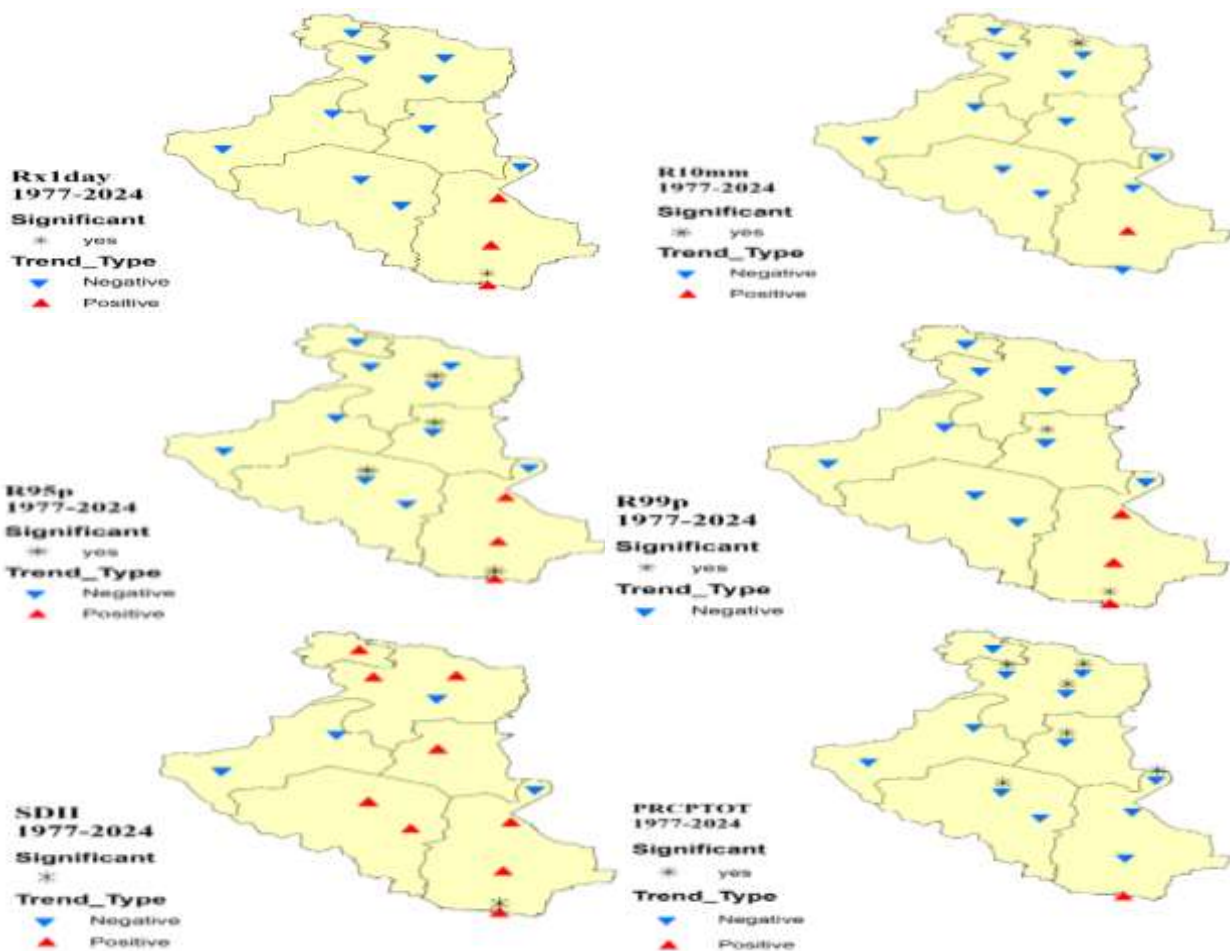 Rx1day
1977-2024
Significant
yes
Trend_Type
Negative
Positive
R10mm
1977-2024
Significant
yes
Trend_Type
Negative
Positive
R95p
1977-2024
Significant
yes
Trend_Type
Negative
Positive
R99p
1977-2024
Significant
yes
Trend_Type
Negative
SDII
1977-2024
Significant
Trend_Type
Negative
Positive
PRCPTOT
1977-2024
Significant
yes
Trend_Type
Negative
Positive